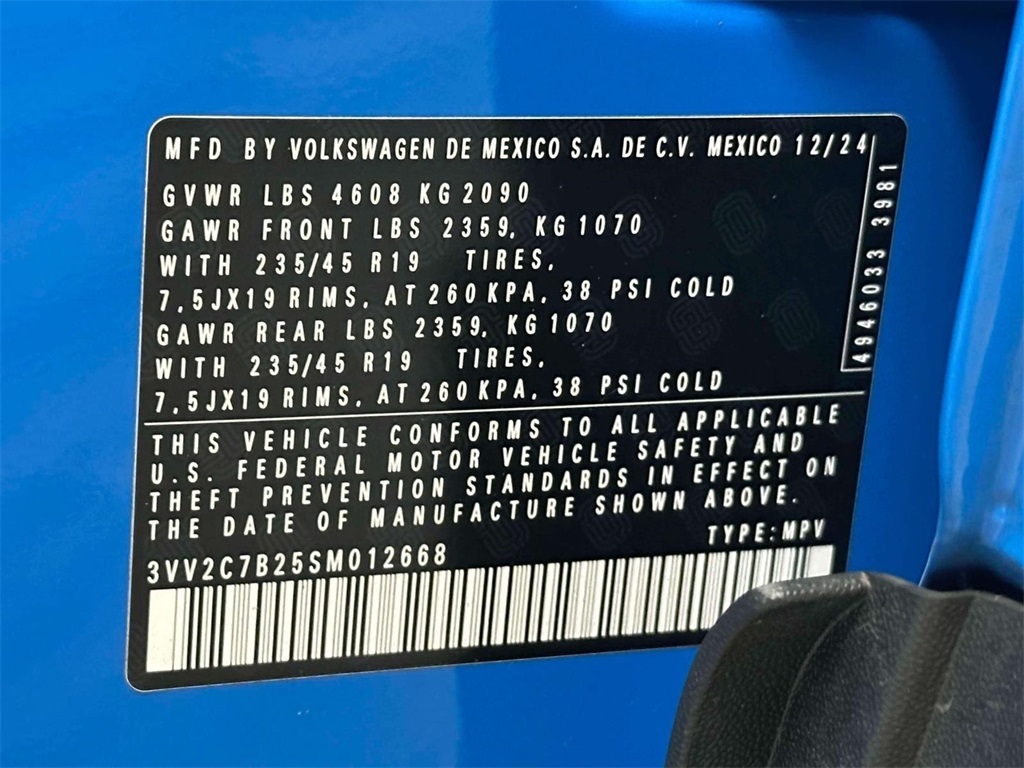 MFD BY VOLKSWAGEN DE MEXICO S.A. DE C.V. MEXICO 12/24
GVWR LBS 4608 KG 2090
GAWR FRONT LBS 2359, KG 1070
WITH 235/45 R19 TIRES,
7,5JX19 RIMS, AT 260 KPA, 38 PSI COLD
GAWR REAR LBS 2359, KG 1070
WITH 235/45 R19 TIRES,
7,5JX19 RIMS, AT 260 KPA, 38 PSI COLD
4946033 3981
THIS VEHICLE CONFORMS TO ALL APPLICABLE
U.S. FEDERAL MOTOR VEHICLE SAFETY AND
THEFT PREVENTION STANDARDS IN EFFECT ON
THE DATE OF MANUFACTURE SHOWN ABOVE.
TYPE: MPV
3VV2C7B25SM012668